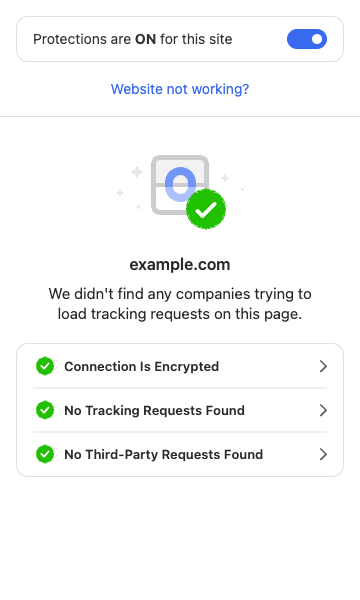 Protections are ON for this site
Website not working?
example.com
We didn't find any companies trying to
load tracking requests on this page.
Connection Is Encrypted
No Tracking Requests Found
No Third-Party Requests Found